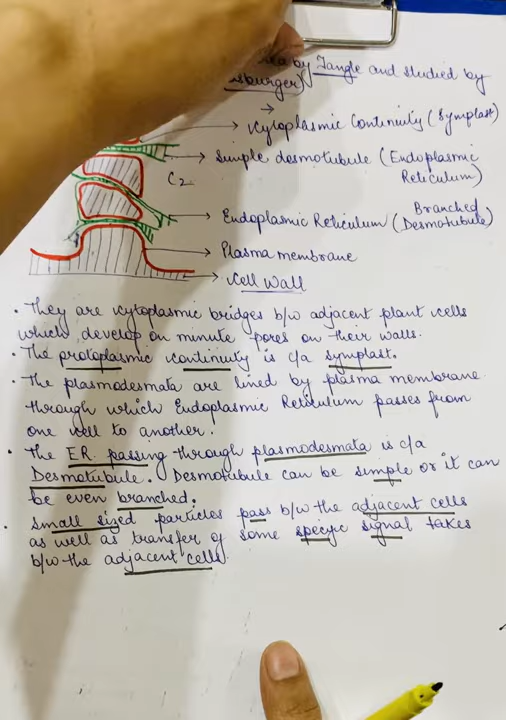 by Tangle and studied by
sburger)
→ Cytoplasmic Continuity (Symplast)
→ Simple desmotubule (Endoplasmic
Reticulum)
C2
→ Endoplasmic Reticulum (Branched
Desmotubule)
→ Plasma membrane
→ Cell wall
• They are cytoplasmic bridges b/w adjacent plant cells
which develop on minute pores on their walls.
• The protoplasmic continuity is c/a symplast.
• The plasmodesmata are lined by plasma membrane
through which Endoplasmic Reticulum passes from
one cell to another.
• The E.R. passing through plasmodesmata is c/a
Desmotubule. Desmotubule can be simple or it can
be even branched.
• Small sized particles pass b/w the adjacent cells
as well as transfer of some specific signal takes
b/w the adjacent cells.